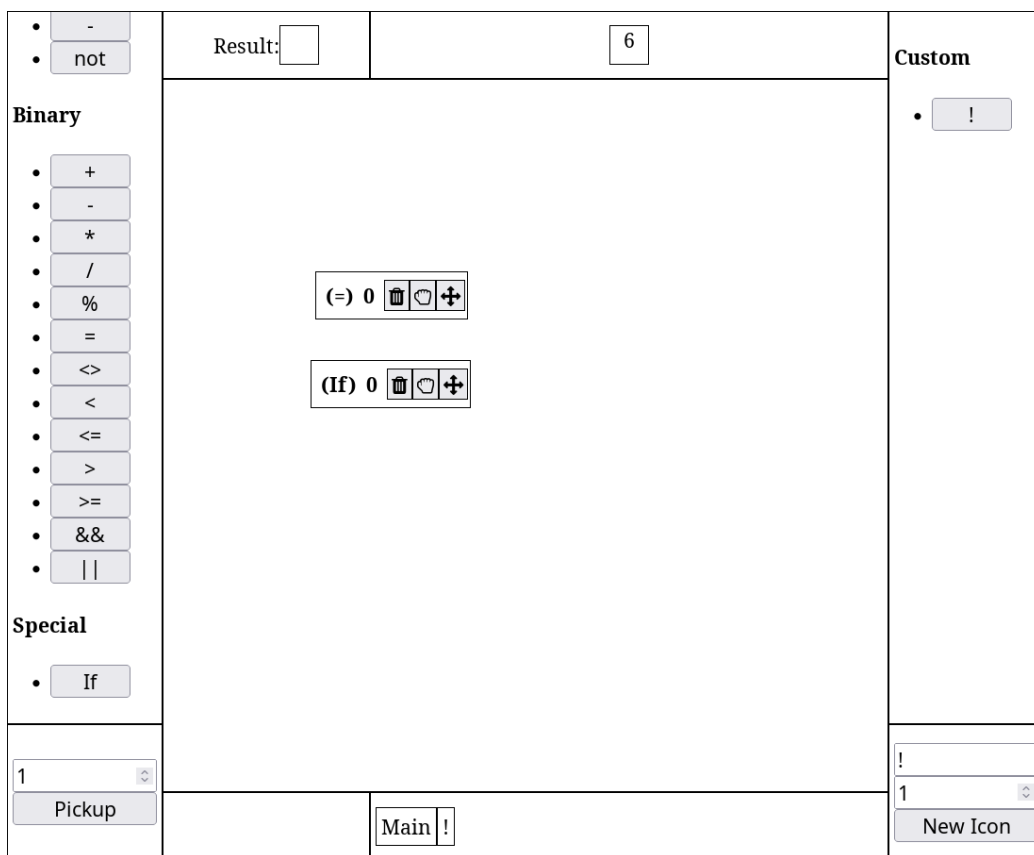 -
not
Binary
+
-
*
/
%
=
<>
<
<=
>
>=
&&
||
Special
If
1
Pickup
Result:
6
(=) 0
(If) 0
Main !
Custom
!
!
1
New Icon